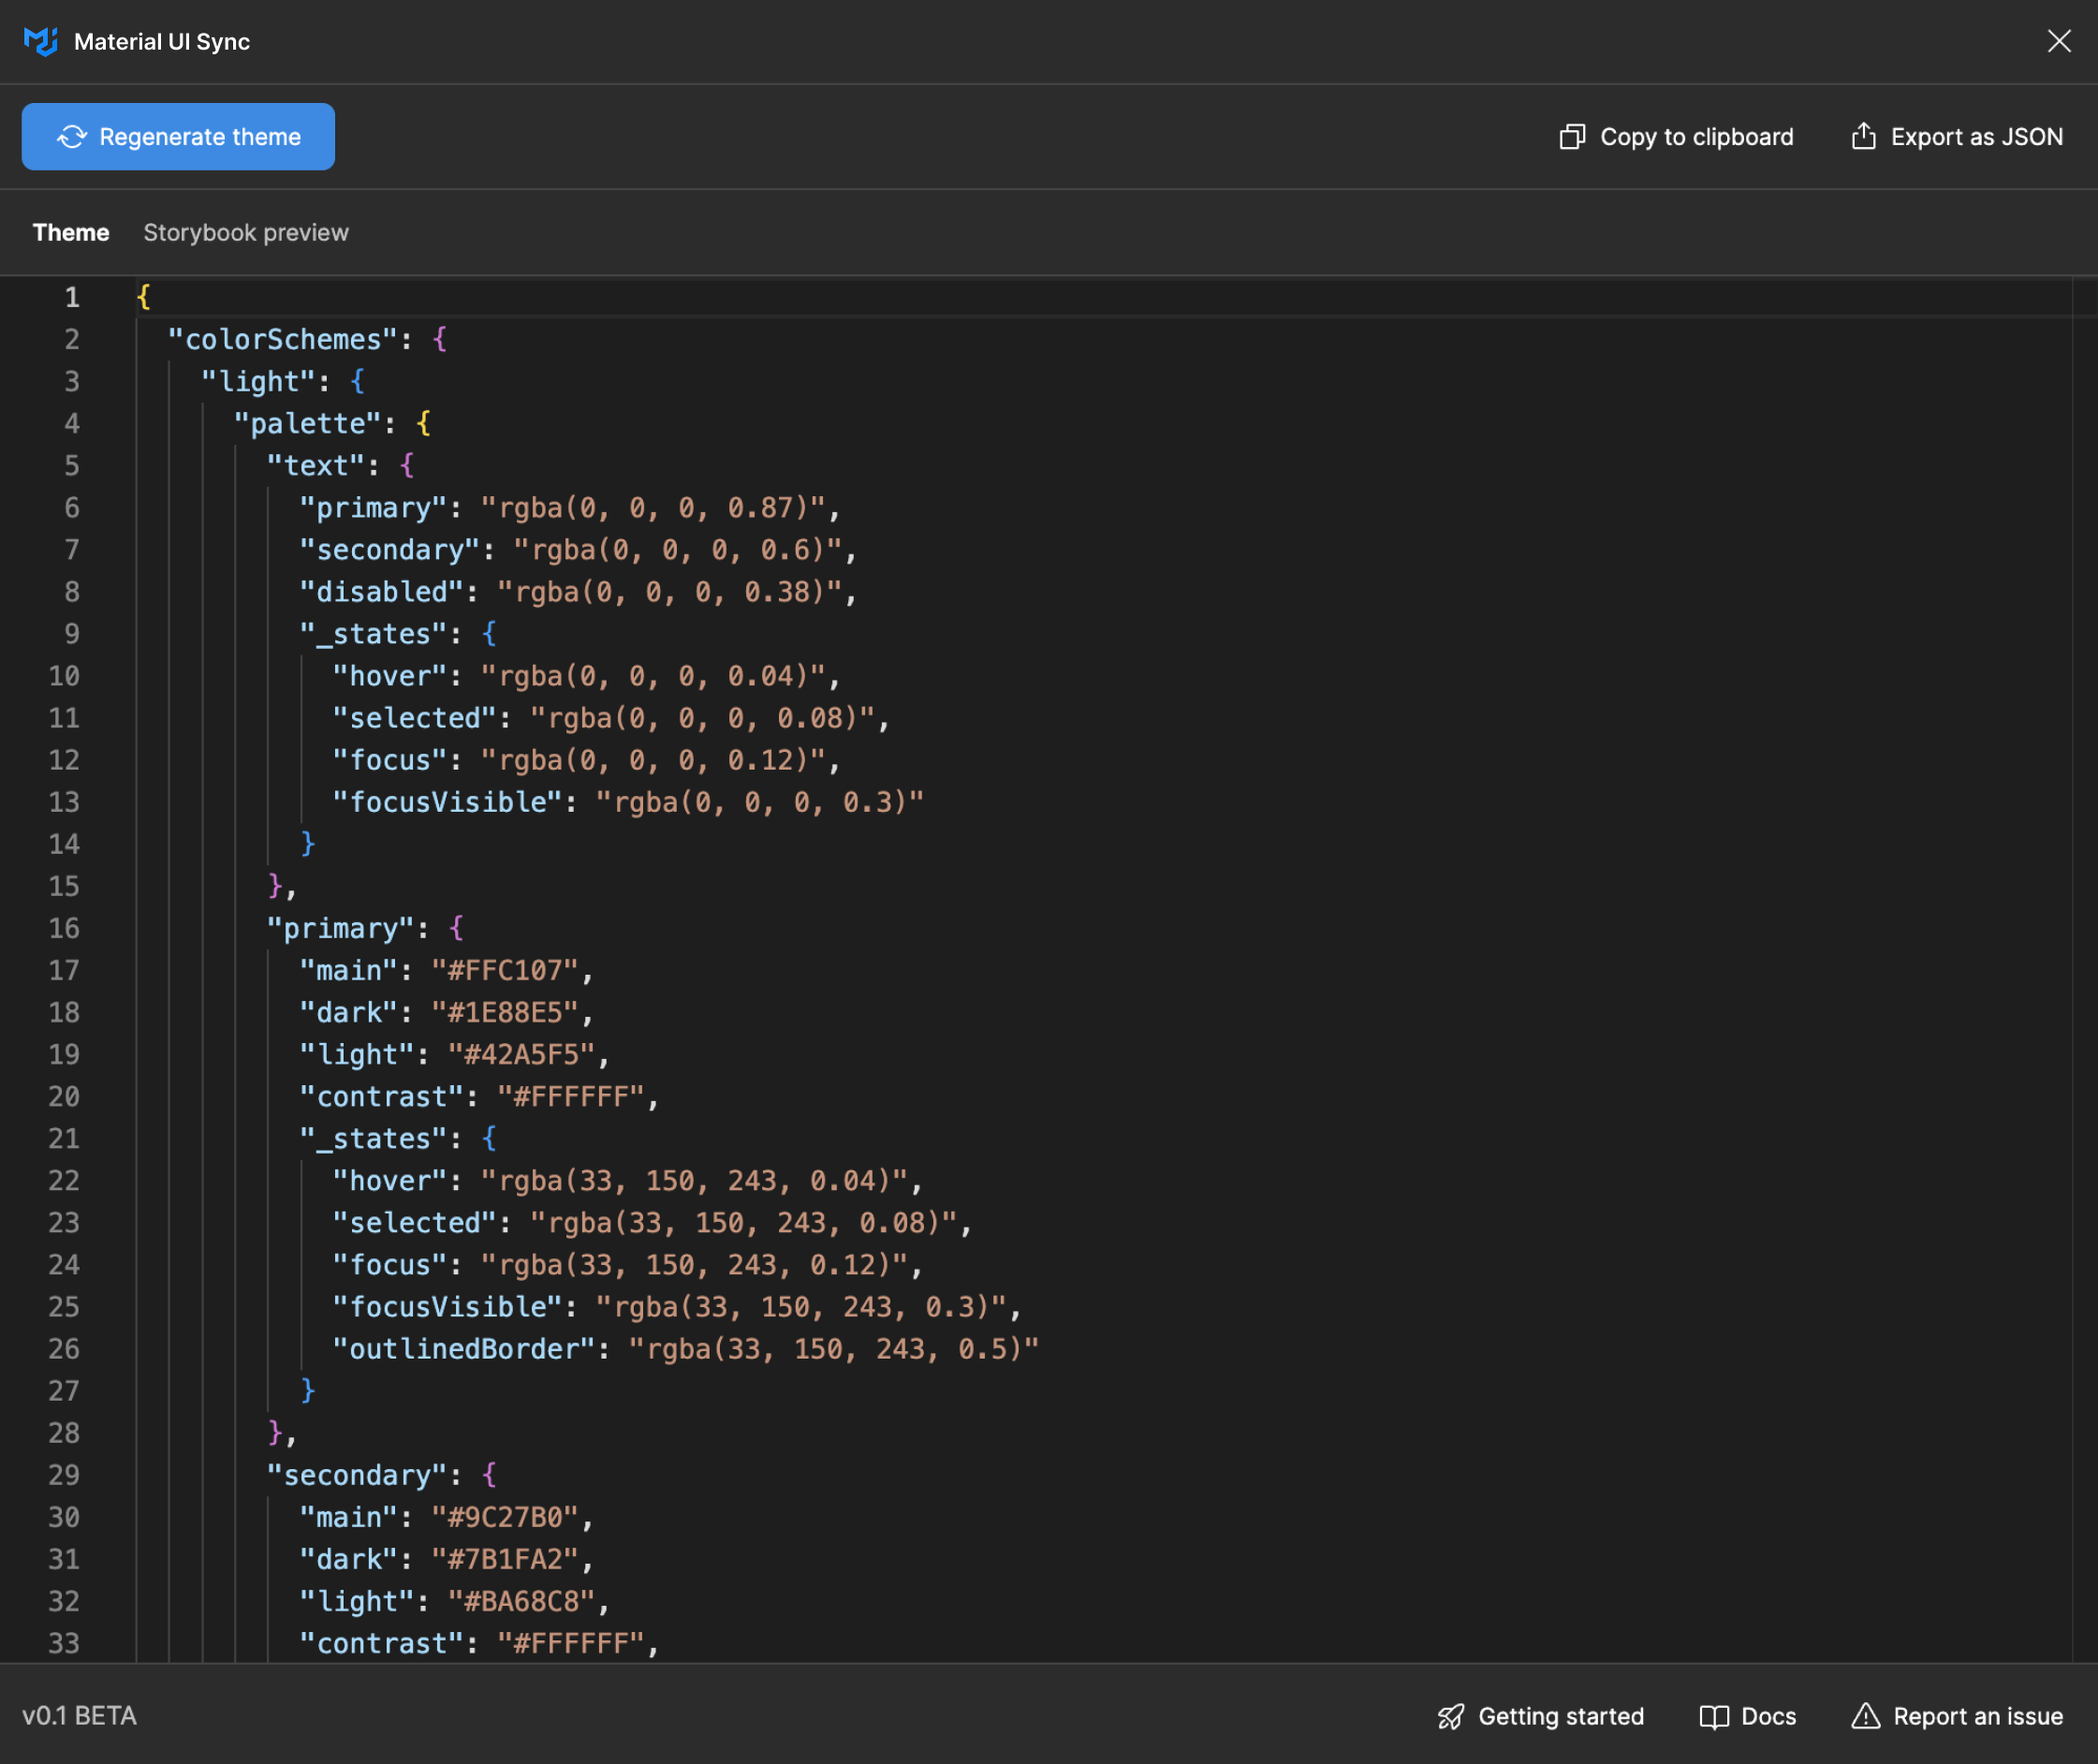 Material UI Sync
Regenerate theme
Copy to clipboard
Export as JSON
Theme
Storybook preview
1 {
2 "colorSchemes": {
3 "light": {
4 "palette": {
5 "text": {
6 "primary": "rgba(0, 0, 0, 0.87)",
7 "secondary": "rgba(0, 0, 0, 0.6)",
8 "disabled": "rgba(0, 0, 0, 0.38)",
9 "_states": {
10 "hover": "rgba(0, 0, 0, 0.04)",
11 "selected": "rgba(0, 0, 0, 0.08)",
12 "focus": "rgba(0, 0, 0, 0.12)",
13 "focusVisible": "rgba(0, 0, 0, 0.3)"
14 }
15 },
16 "primary": {
17 "main": "#FFC107",
18 "dark": "#1E88E5",
19 "light": "#42A5F5",
20 "contrast": "#FFFFFF",
21 "_states": {
22 "hover": "rgba(33, 150, 243, 0.04)",
23 "selected": "rgba(33, 150, 243, 0.08)",
24 "focus": "rgba(33, 150, 243, 0.12)",
25 "focusVisible": "rgba(33, 150, 243, 0.3)",
26 "outlinedBorder": "rgba(33, 150, 243, 0.5)"
27 }
28 },
29 "secondary": {
30 "main": "#9C27B0",
31 "dark": "#7B1FA2",
32 "light": "#BA68C8",
33 "contrast": "#FFFFFF",
v0.1 BETA
Getting started
Docs
Report an issue